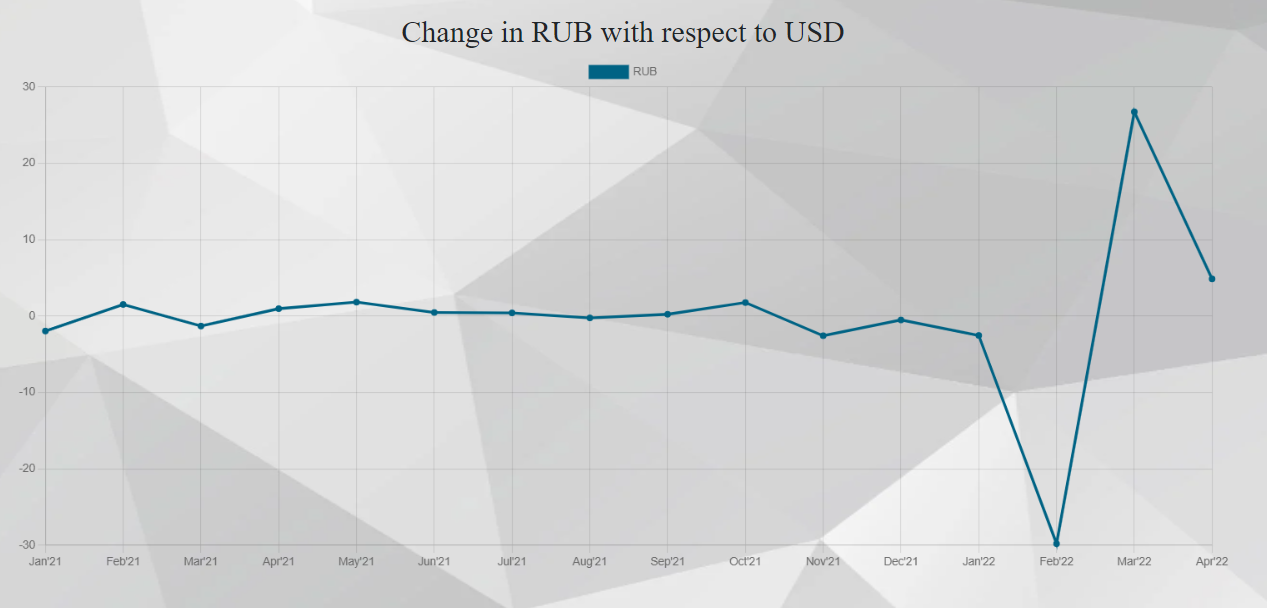 Change in RUB with respect to USD
RUB
30
20
10
0
-10
-20
-30
Jan'21 Feb'21 Mar'21 Apr'21 May'21 Jun'21 Jul'21 Aug'21 Sep'21 Oct'21 Nov'21 Dec'21 Jan'22 Feb'22 Mar'22 Apr'22